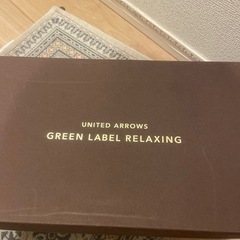 UNITED ARROWS
GREEN LABEL RELAXING